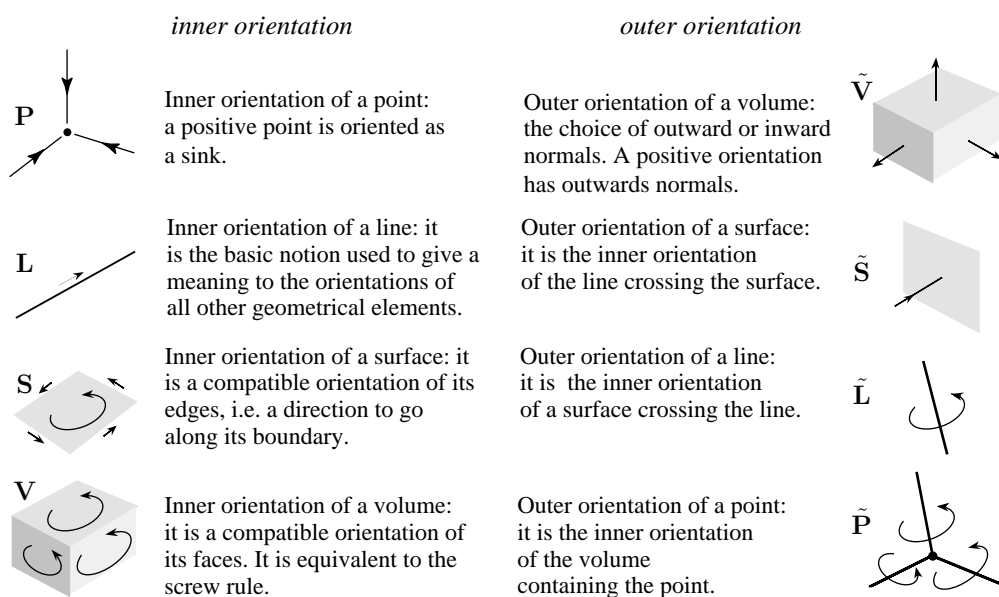 inner orientation
outer orientation
P
Inner orientation of a point:
a positive point is oriented as
a sink.
Outer orientation of a volume:
the choice of outward or inward
normals. A positive orientation
has outwards normals.
Ṽ
L
Inner orientation of a line: it
is the basic notion used to give a
meaning to the orientations of
all other geometrical elements.
Outer orientation of a surface:
it is the inner orientation
of the line crossing the surface.
S̃
S
Inner orientation of a surface: it
is a compatible orientation of its
edges, i.e. a direction to go
along its boundary.
Outer orientation of a line:
it is the inner orientation
of a surface crossing the line.
L̃
V
Inner orientation of a volume:
it is a compatible orientation of
its faces. It is equivalent to the
screw rule.
Outer orientation of a point:
it is the inner orientation
of the volume
containing the point.
P̃